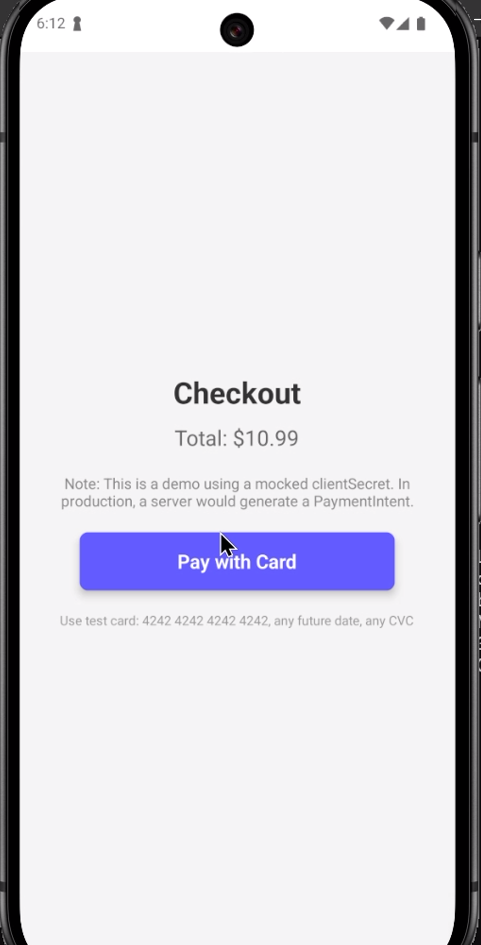 6:12
Checkout
Total: $10.99
Note: This is a demo using a mocked clientSecret. In
production, a server would generate a PaymentIntent.
Pay with Card
Use test card: 4242 4242 4242 4242, any future date, any CVC